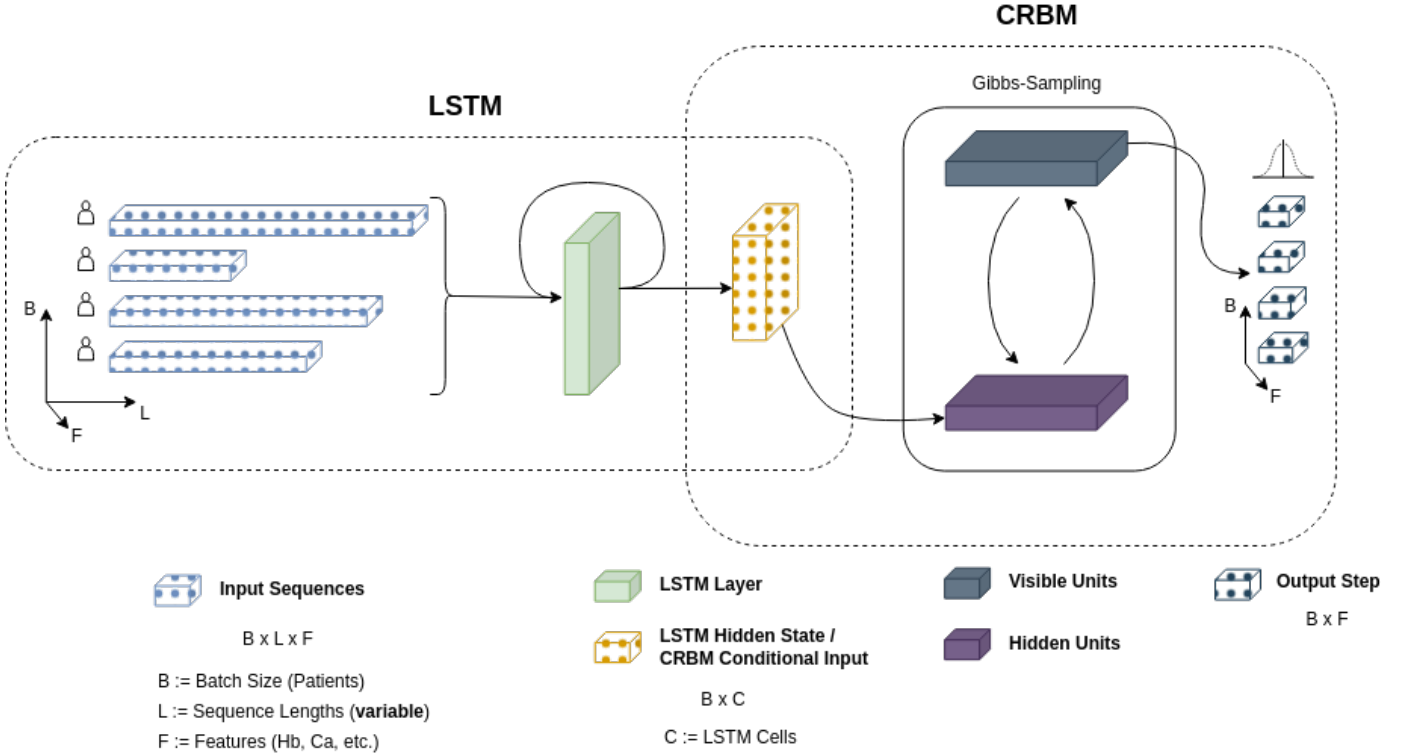 CRBM
LSTM
Gibbs-Sampling
B
L
F
B
F
Input Sequences
B x L x F
B := Batch Size (Patients)
L := Sequence Lengths (variable)
F := Features (Hb, Ca, etc.)
LSTM Layer
LSTM Hidden State /
CRBM Conditional Input
B x C
C := LSTM Cells
Visible Units
Hidden Units
Output Step
B x F